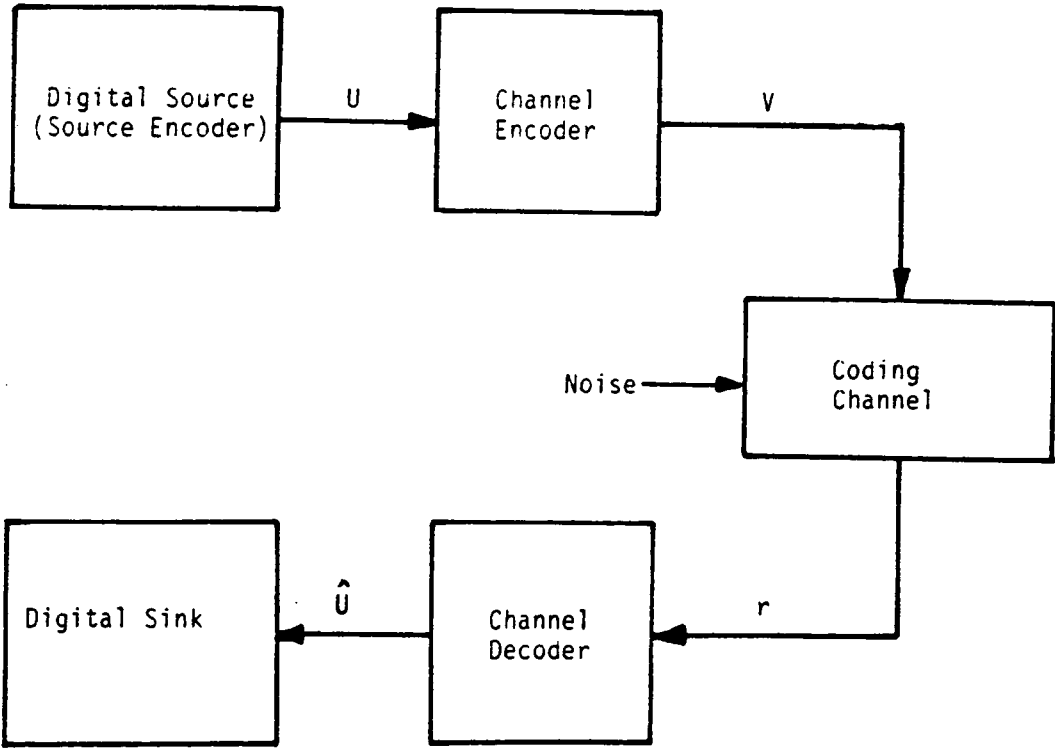 Digital Source
(Source Encoder)
U
Channel
Encoder
V
Noise
Coding
Channel
r
Channel
Decoder
Û
Digital Sink